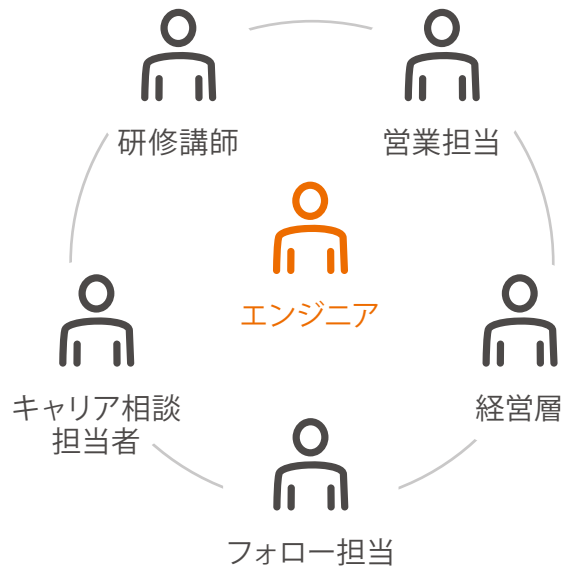 研修講師
営業担当
エンジニア
キャリア相談
担当者
経営層
フォロー担当